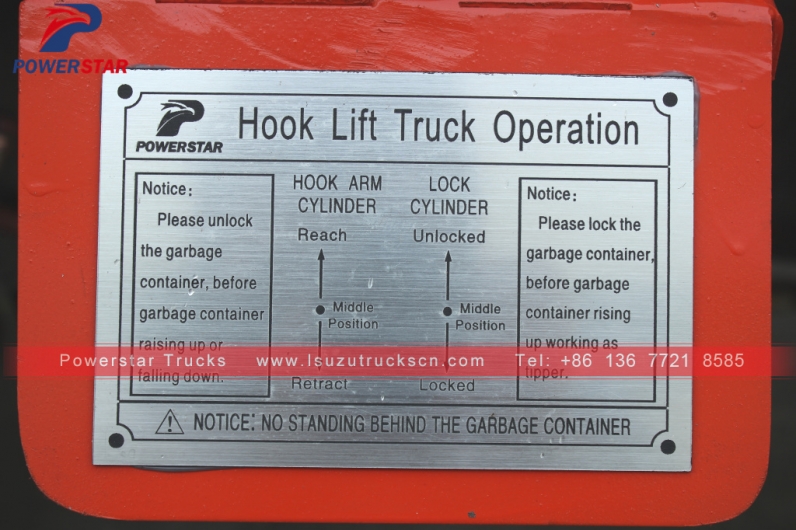 POWERSTAR
POWERSTAR
Hook Lift Truck Operation
Notice:
Please unlock
the garbage
container, before
garbage container
raising up or
falling down.
HOOK ARM
CYLINDER
Reach
Middle
Position
Retract
LOCK
CYLINDER
Unlocked
Middle
Position
Locked
Notice:
Please lock the
garbage container,
before garbage
container rising
up working as
tipper.
Powerstar Trucks www.Isuzutruckscn.com Tel: +86 136 7721 8585
NOTICE: NO STANDING BEHIND THE GARBAGE CONTAINER